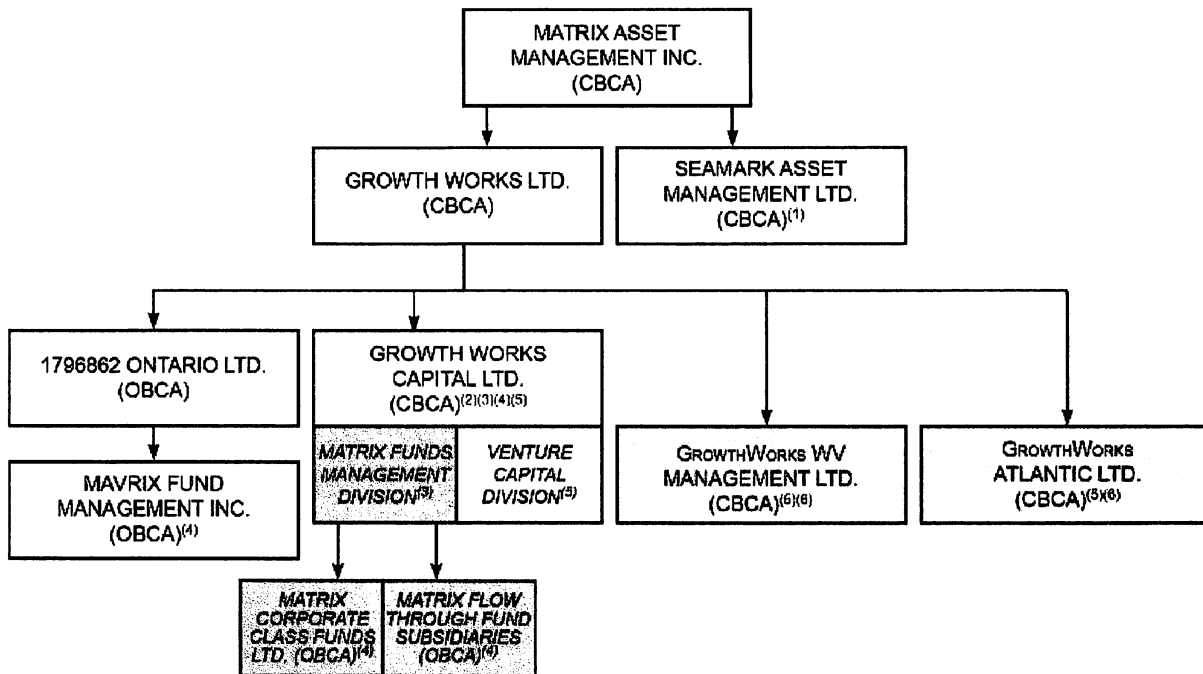 MATRIX ASSET
MANAGEMENT INC.
(CBCA)
GROWTH WORKS LTD.
(CBCA)
SEAMARK ASSET
MANAGEMENT LTD.
(CBCA)(1)
1796862 ONTARIO LTD.
(OBCA)
GROWTH WORKS
CAPITAL LTD.
(CBCA)(2)(3)(4)(5)
MATRIX FUNDS
MANAGEMENT
DIVISION(3)
VENTURE
CAPITAL
DIVISION(5)
GROWTHWORKS WV
MANAGEMENT LTD.
(CBCA)(5)(6)
GROWTHWORKS
ATLANTIC LTD.
(CBCA)(5)(6)
MAVRIX FUND
MANAGEMENT INC.
(OBCA)(4)
MATRIX
CORPORATE
CLASS FUNDS
LTD. (OBCA)(4)
MATRIX FLOW
THROUGH FUND
SUBSIDIARIES
(OBCA)(4)